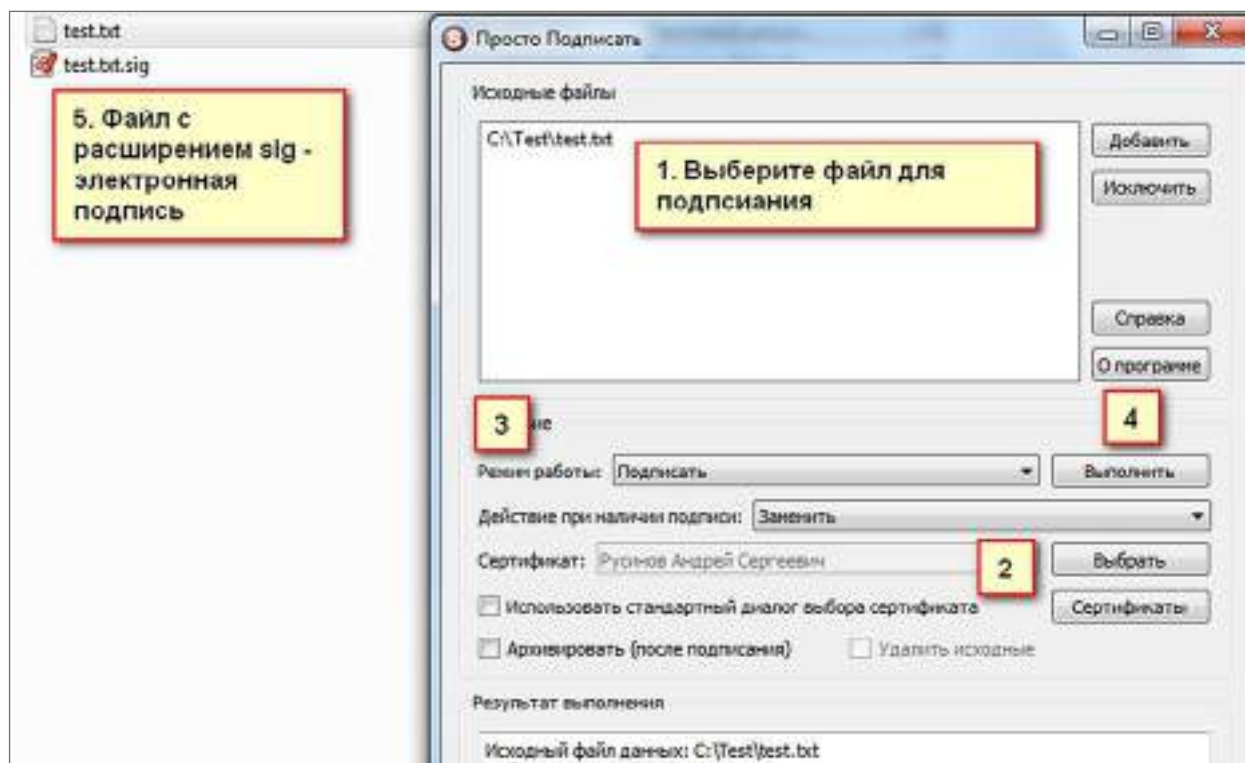 test.txt
test.txt.sig
5. Файл с
расширением sig -
электронная
подпись
Просто Подписать
Исходные файлы
C:\Test\test.txt
1. Выберите файл для
подпсиания
Добавить
Исключить
Справка
О программе
3
ие
4
Режим работы: Подписать
Выполнить
Действие при наличии подписи: Заменить
Сертификат: Русинов Андрей Сергеевич
2
Выбрать
Использовать стандартный диалог выбора сертификата
Сертификаты
Архивировать (после подписания) Удалить исходные
Результат выполнения
Исходный файл данных: C:\Test\test.txt